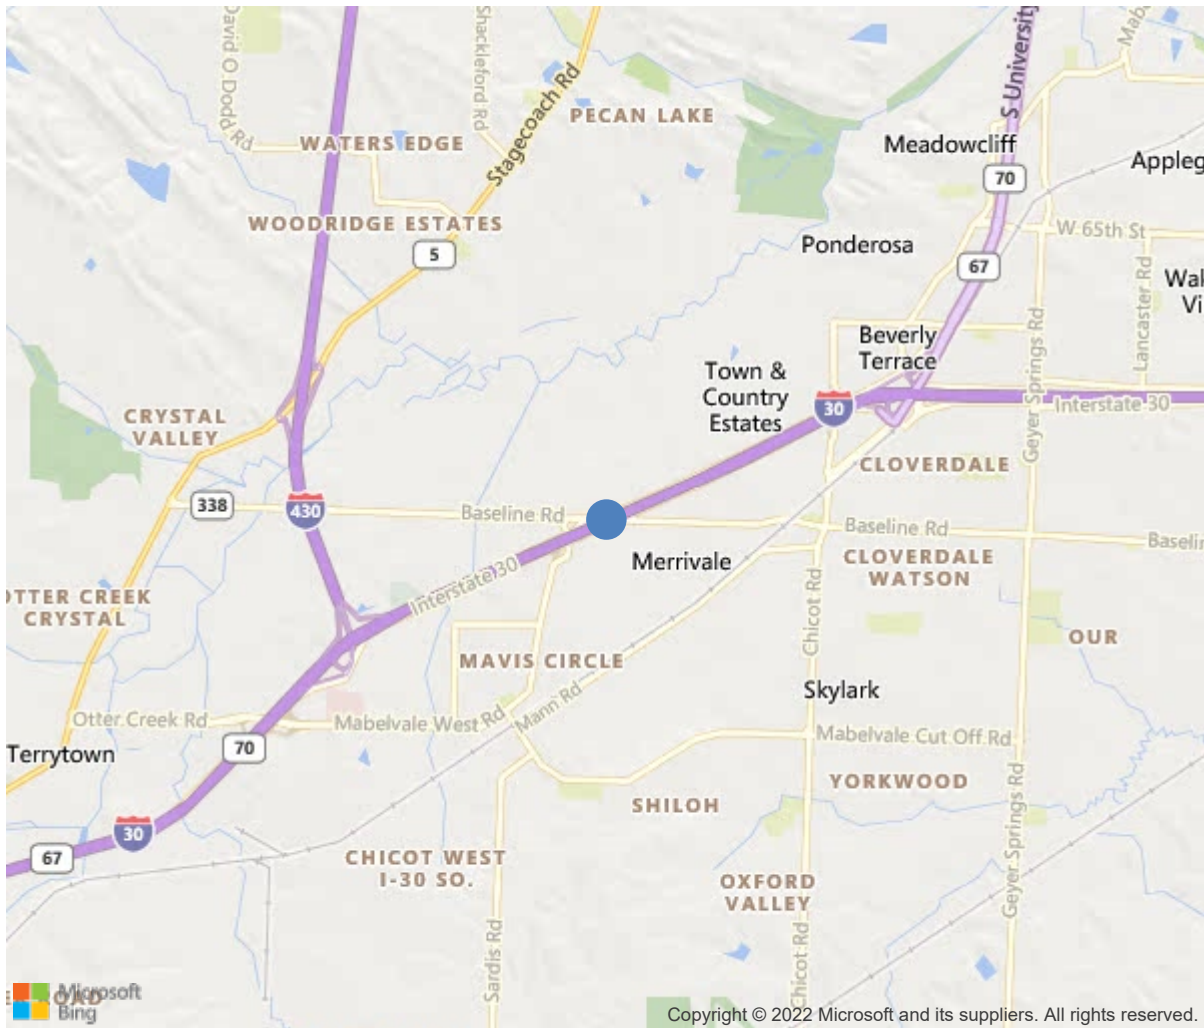 David O Dodd Rd
Shackleford Rd
Stagecoach Rd
S University
PECAN LAKE
WATERS EDGE
Meadowcliff
70
WOODRIDGE ESTATES
W 65th St
Ponderosa
5
67
Lancaster Rd
Geyer Springs Rd
Beverly
Terrace
Town &
Country
Estates
30
Interstate 30
CRYSTAL
VALLEY
CLOVERDALE
338
430
Baseline Rd
Baseline Rd
Merrivale
CLOVERDALE
WATSON
Interstate 30
Chicot Rd
CRYSTAL
OUR
MAVIS CIRCLE
Skylark
Otter Creek Rd
Mabelvale West Rd
Mann Rd
Mabelvale Cut Off Rd
70
Terrytown
YORKWOOD
SHILOH
30
67
CHICOT WEST
I-30 SO.
OXFORD
VALLEY
Geyer Springs Rd
Sardis Rd
Chicot Rd
Microsoft
Bing
Copyright © 2022 Microsoft and its suppliers. All rights reserved.